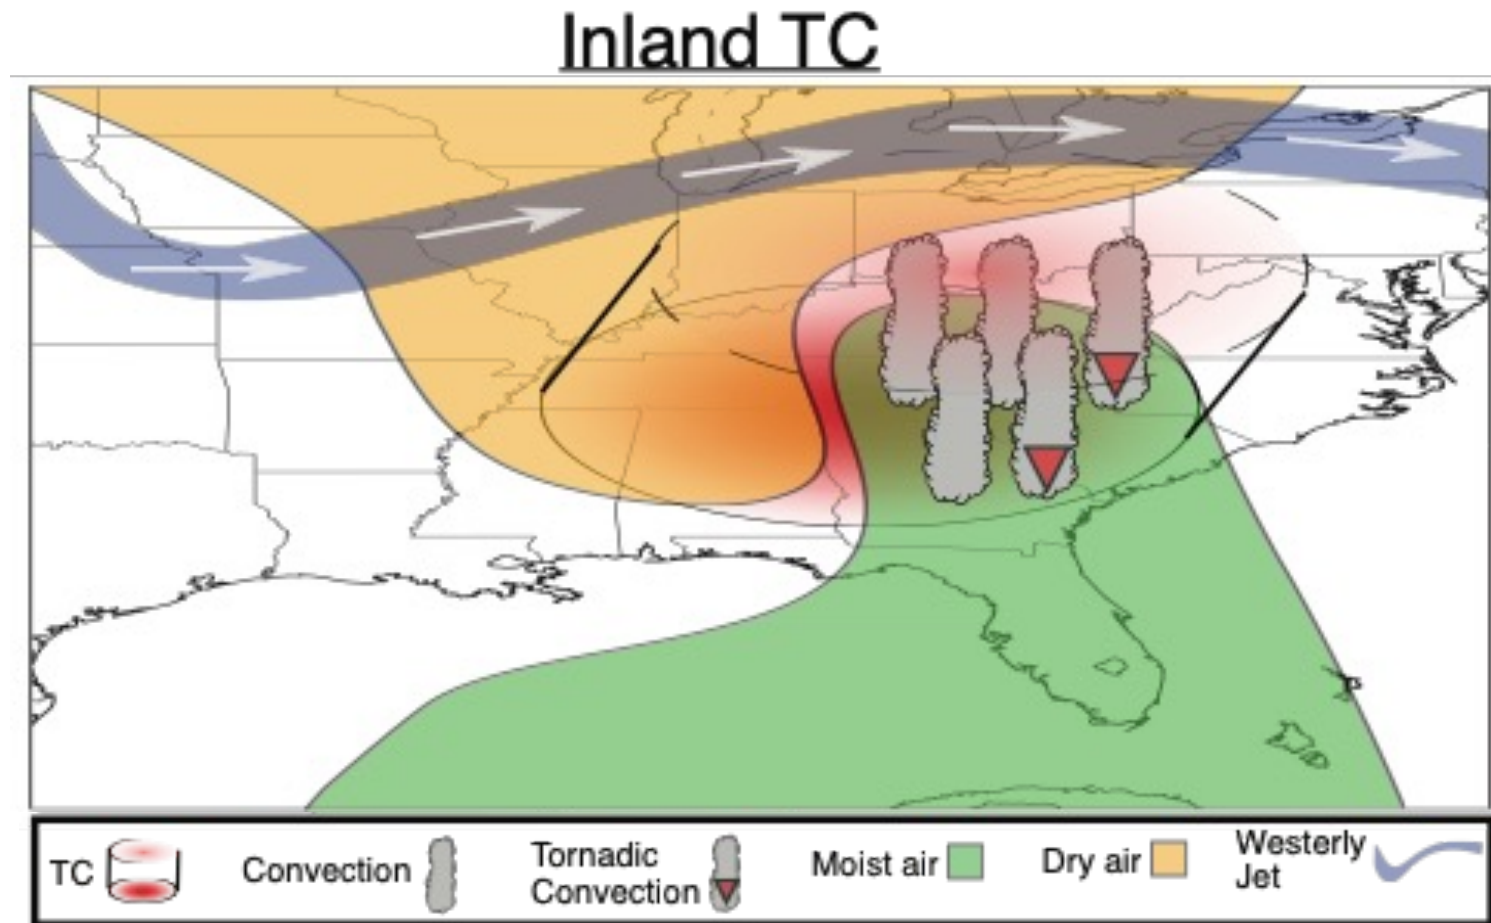 Inland TC
TC
Convection
Tornadic
Convection
Moist air
Dry air
Westerly
Jet